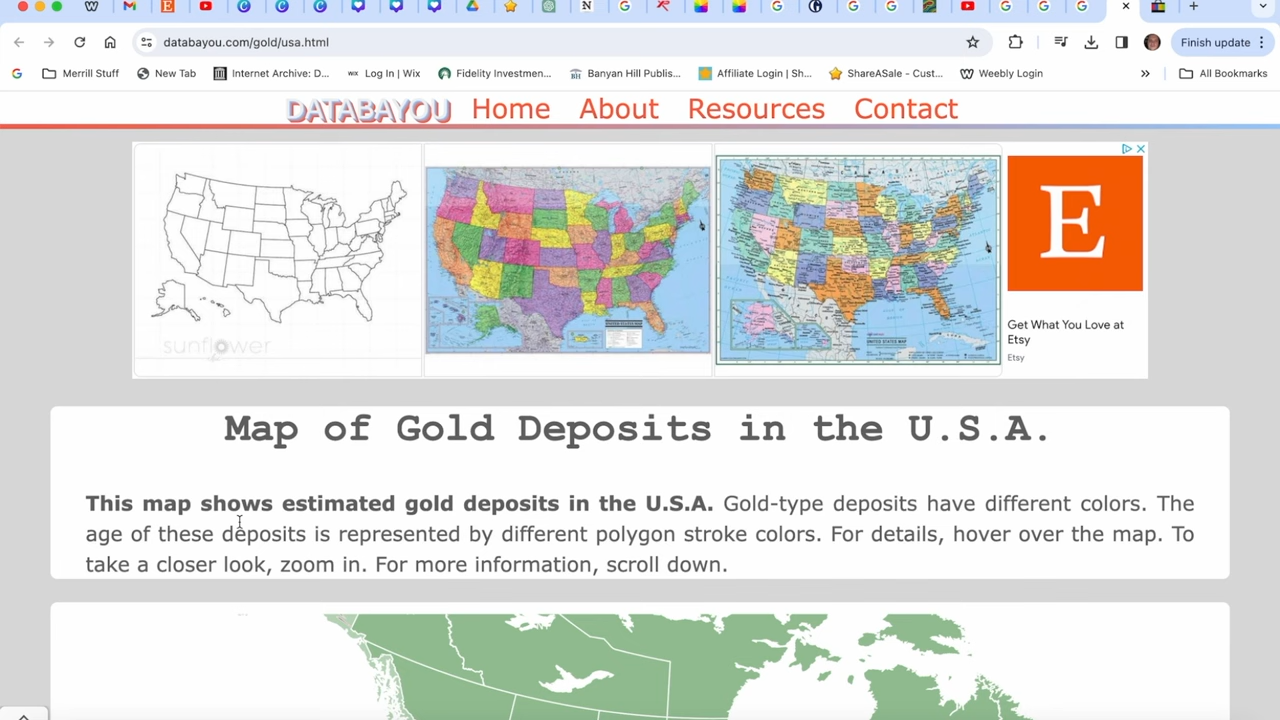 databayou.com/gold/usa.html
Finish update
Merrill Stuff
New Tab
Internet Archive: D...
Log In | Wix
Fidelity Investmen...
Banyan Hill Publis...
Affiliate Login | Sh...
ShareASale - Cust...
Weebly Login
»
All Bookmarks
DATABAYOU
Home
About
Resources
Contact
sunflower
E
Get What You Love at
Etsy
Etsy
Map of Gold Deposits in the U.S.A.
This map shows estimated gold deposits in the U.S.A. Gold-type deposits have different colors. The
age of these deposits is represented by different polygon stroke colors. For details, hover over the map. To
take a closer look, zoom in. For more information, scroll down.